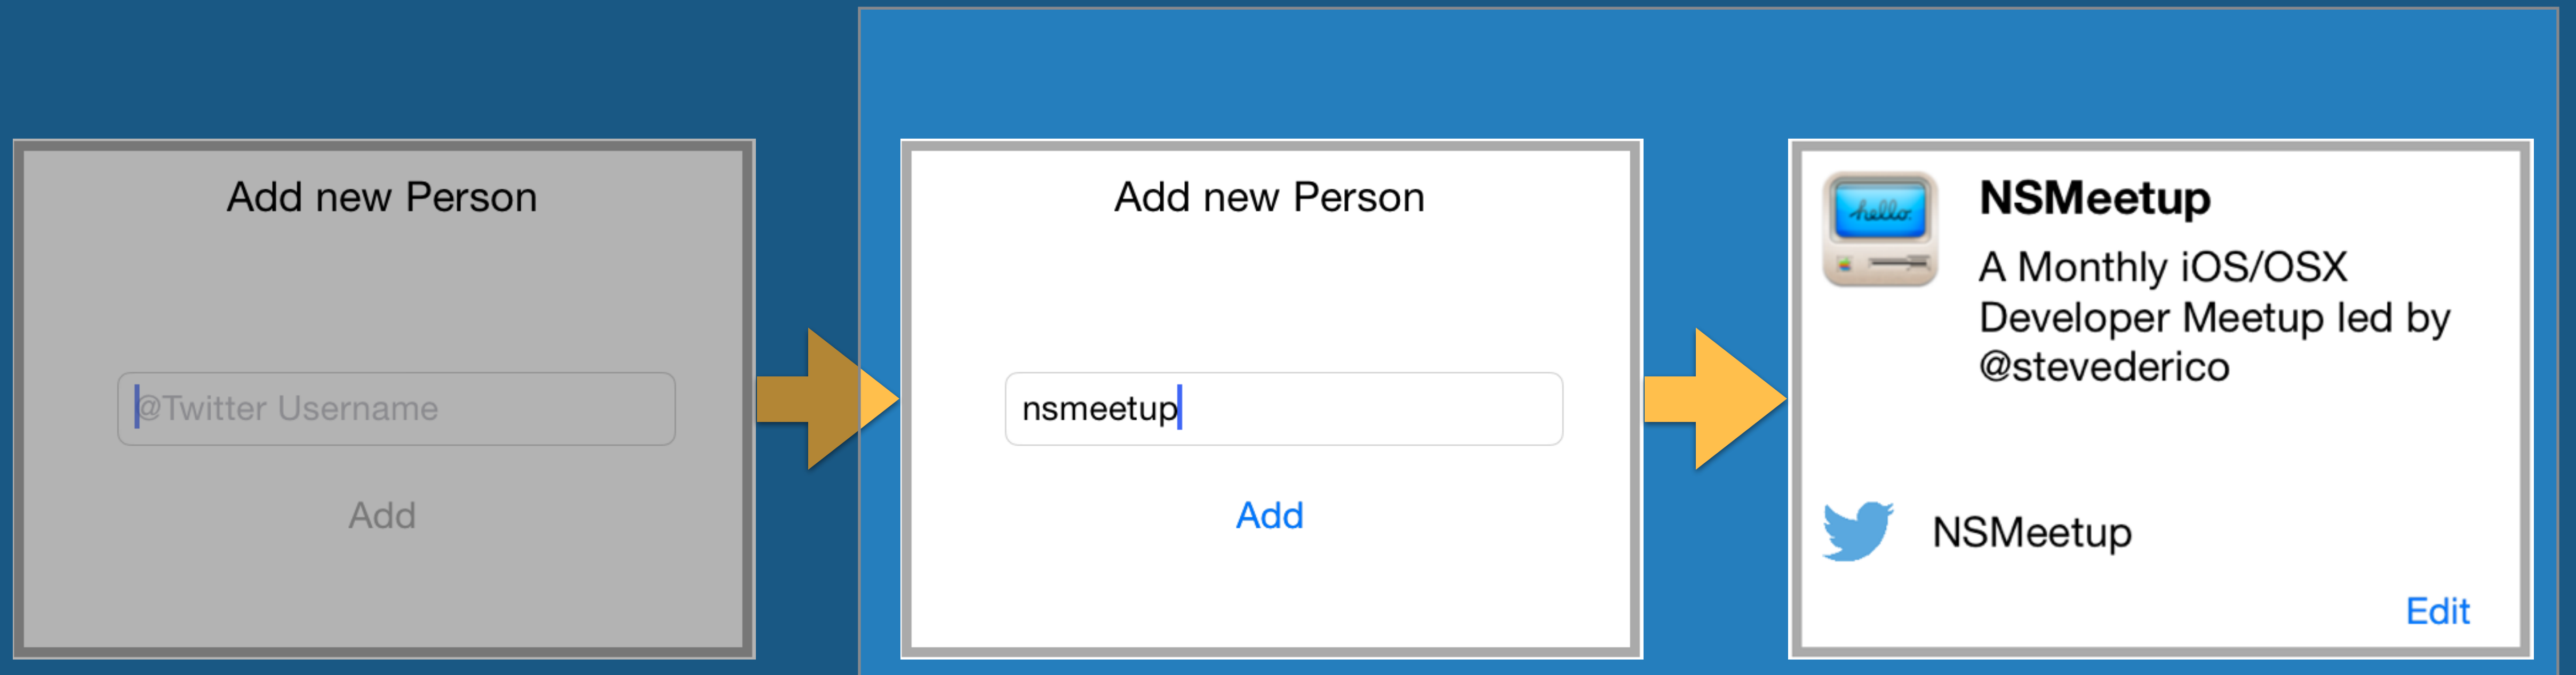 Add new Person
@Twitter Username
Add
Add new Person
nsmeetup
Add
hello.
NSMeetup
A Monthly iOS/OSX
Developer Meetup led by
@stevederico
NSMeetup
Edit